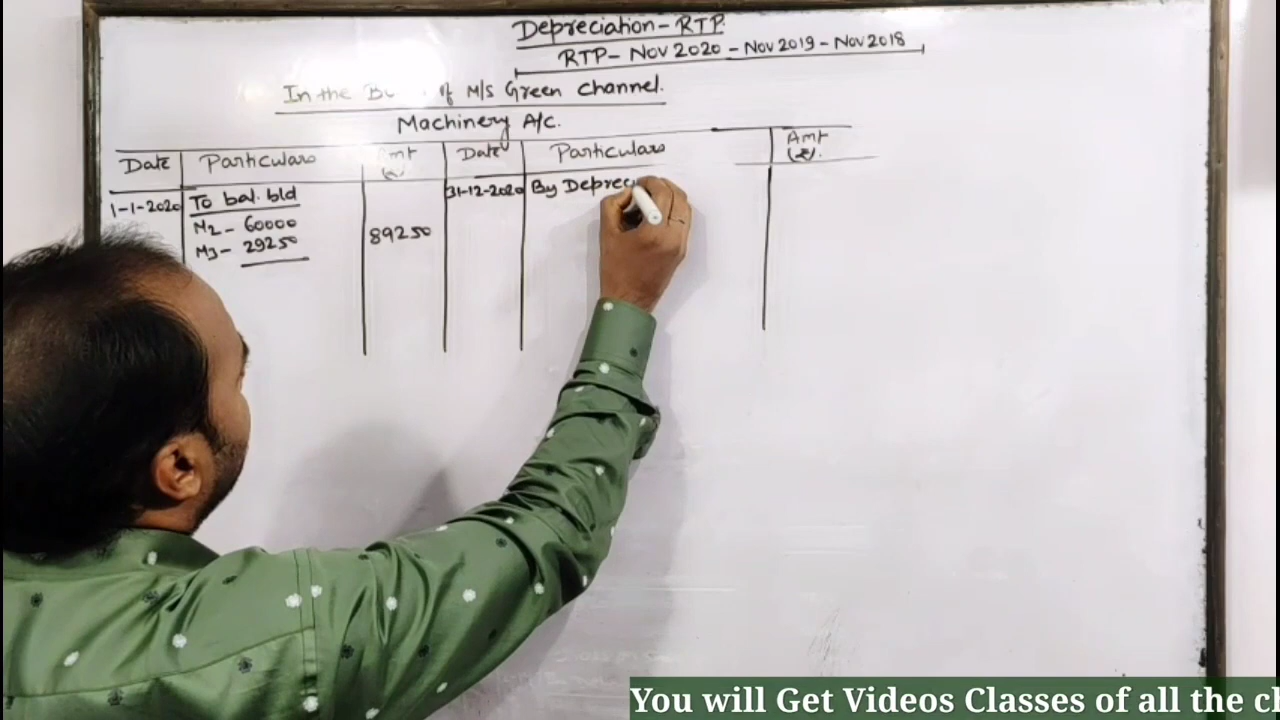 Depreciation - RTP.
RTP - Nov 2020 - Nov 2019 - Nov 2018
In the of M/S Green Channel.
Machinery A/c.
Date Particulars Amt (₹) Date Particulars Amt (₹).
1-1-2020 To bal. b/d 31-12-2020 By Deprec
M2 - 60000
M3 - 29250 89250
You will Get Videos Classes of all the